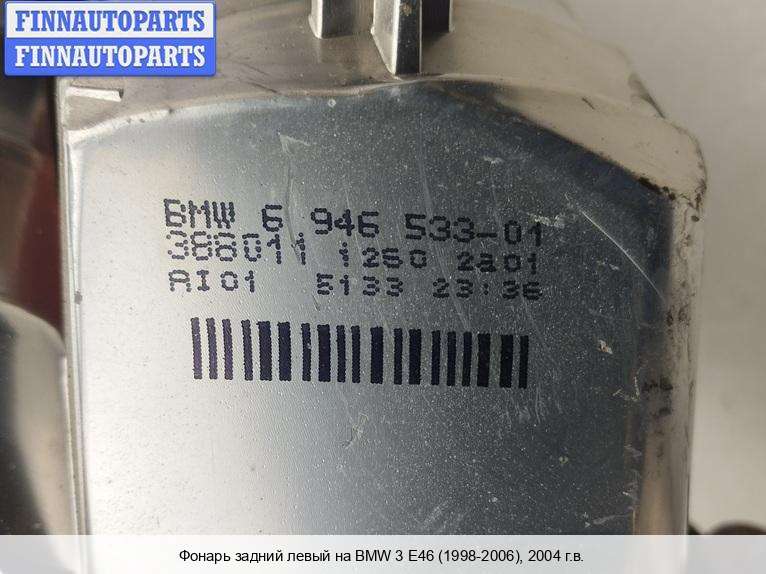 FINNAUTOPARTS
FINNAUTOPARTS
BMW 6 946 533-01
388011 1260 2a01
AI01 5133 23:36
Фонарь задний левый на BMW 3 E46 (1998-2006), 2004 г.в.